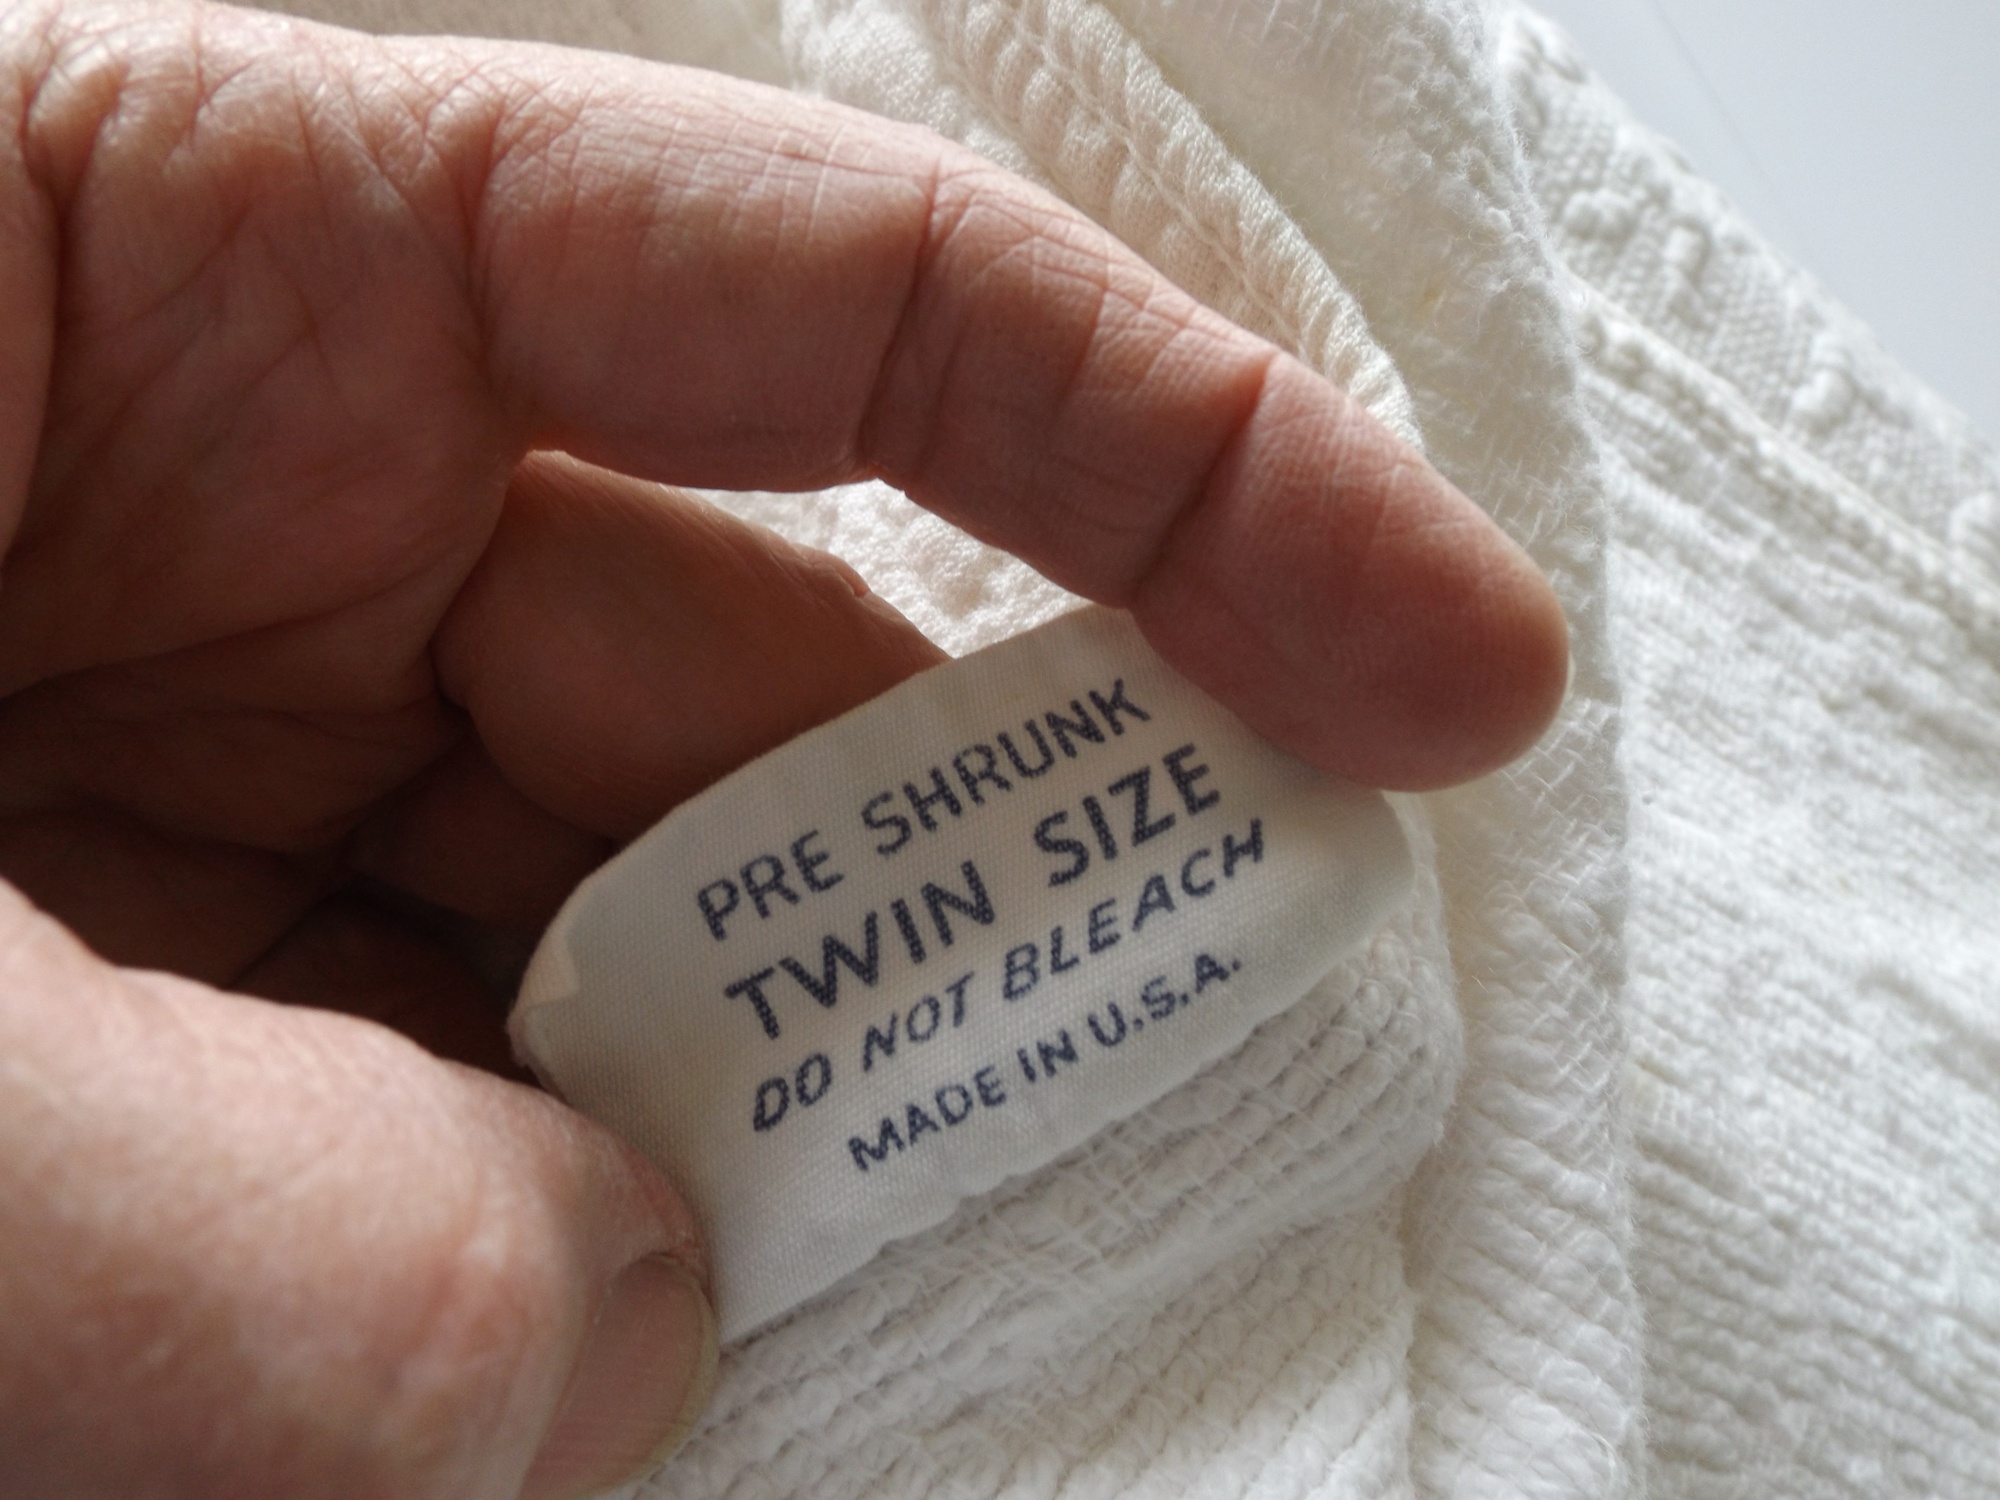 PRE SHRUNK
TWIN SIZE
DO NOT BLEACH
MADE IN U.S.A.